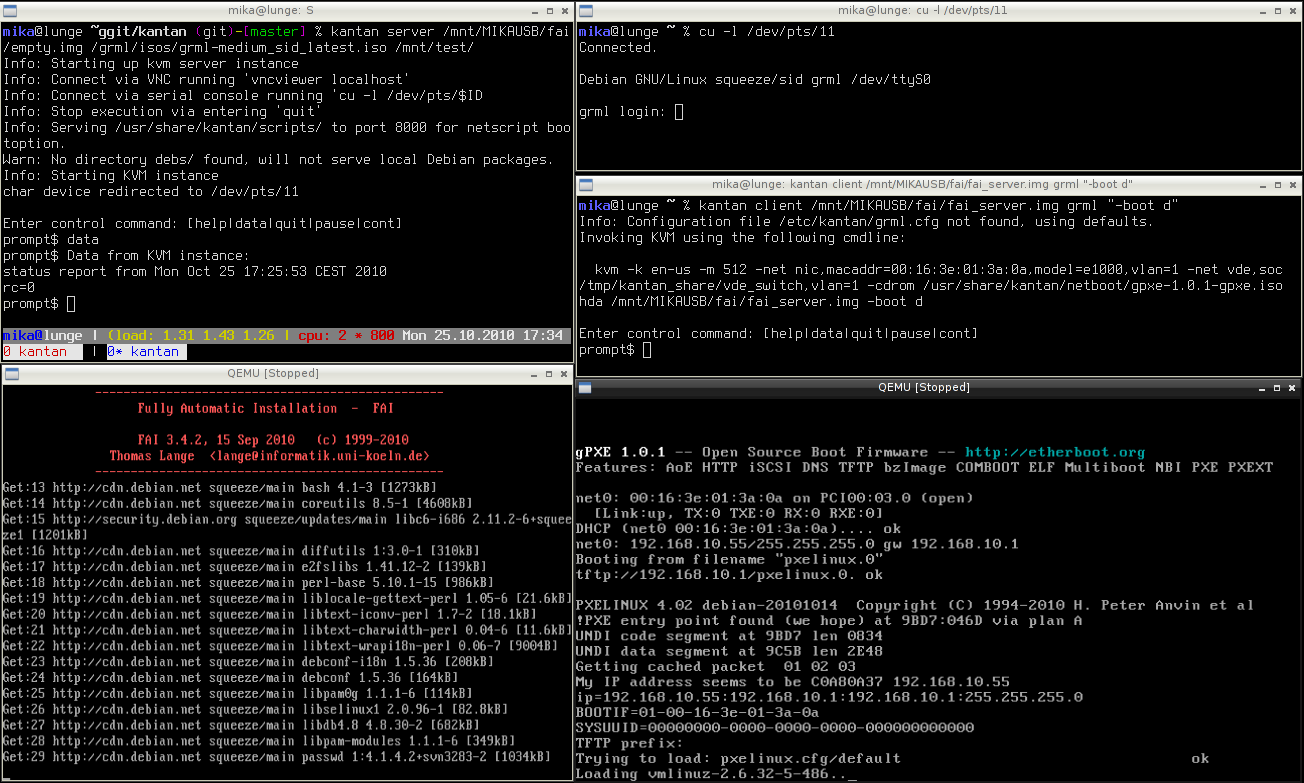 mika@lunge: S
mika@lunge ~ggit/kantan (git)-[master] % kantan server /mnt/MIKAUSB/fai
/empty.img /grml/isos/grml-medium_sid_latest.iso /mnt/test/
Info: Starting up kvm server instance
Info: Connect via VNC running 'vncviewer localhost'
Info: Connect via serial console running 'cu -l /dev/pts/$ID
Info: Stop execution via entering 'quit'
Info: Serving /usr/share/kantan/scripts/ to port 8000 for netscript boo
toption.
Warn: No directory debs/ found, will not serve local Debian packages.
Info: Starting KVM instance
char device redirected to /dev/pts/11
Enter control command: [help|data|quit|pause|cont]
prompt$ data
prompt$ Data from KVM instance:
status report from Mon Oct 25 17:25:53 CEST 2010
rc=0
prompt$
mika@lunge | (load: 1.31 1.43 1.26 | cpu: 2 * 800 Mon 25.10.2010 17:34
0 kantan | 0* kantan
mika@lunge: cu -l /dev/pts/11
mika@lunge ~ % cu -l /dev/pts/11
Connected.
Debian GNU/Linux squeeze/sid grml /dev/ttyS0
grml login:
mika@lunge: kantan client /mnt/MIKAUSB/fai/fai_server.img grml "-boot d"
mika@lunge ~ % kantan client /mnt/MIKAUSB/fai/fai_server.img grml "-boot d"
Info: Configuration file /etc/kantan/grml.cfg not found, using defaults.
Invoking KVM using the following cmdline:
kvm -k en-us -m 512 -net nic,macaddr=00:16:3e:01:3a:0a,model=e1000,vlan=1 -net vde,soc
/tmp/kantan_share/vde_switch,vlan=1 -cdrom /usr/share/kantan/netboot/gpxe-1.0.1-gpxe.iso
hda /mnt/MIKAUSB/fai/fai_server.img -boot d
Enter control command: [help|data|quit|pause|cont]
prompt$
QEMU [Stopped]
------------------------------------------------
Fully Automatic Installation  -  FAI
FAI 3.4.2, 15 Sep 2010   (c) 1999-2010
Thomas Lange  <lange@informatik.uni-koeln.de>
------------------------------------------------
Get:13 http://cdn.debian.net squeeze/main bash 4.1-3 [1273kB]
Get:14 http://cdn.debian.net squeeze/main coreutils 8.5-1 [4608kB]
Get:15 http://security.debian.org squeeze/updates/main libc6-i686 2.11.2-6+squee
ze1 [1201kB]
Get:16 http://cdn.debian.net squeeze/main diffutils 1:3.0-1 [310kB]
Get:17 http://cdn.debian.net squeeze/main e2fslibs 1.41.12-2 [139kB]
Get:18 http://cdn.debian.net squeeze/main perl-base 5.10.1-15 [986kB]
Get:19 http://cdn.debian.net squeeze/main liblocale-gettext-perl 1.05-6 [21.6kB]
Get:20 http://cdn.debian.net squeeze/main libtext-iconv-perl 1.7-2 [18.1kB]
Get:21 http://cdn.debian.net squeeze/main libtext-charwidth-perl 0.04-6 [11.6kB]
Get:22 http://cdn.debian.net squeeze/main libtext-wrapi18n-perl 0.06-7 [9004B]
Get:23 http://cdn.debian.net squeeze/main debconf-i18n 1.5.36 [208kB]
Get:24 http://cdn.debian.net squeeze/main debconf 1.5.36 [164kB]
Get:25 http://cdn.debian.net squeeze/main libpam0g 1.1.1-6 [114kB]
Get:26 http://cdn.debian.net squeeze/main libselinux1 2.0.96-1 [82.8kB]
Get:27 http://cdn.debian.net squeeze/main libdb4.8 4.8.30-2 [682kB]
Get:28 http://cdn.debian.net squeeze/main libpam-modules 1.1.1-6 [349kB]
Get:29 http://cdn.debian.net squeeze/main passwd 1:4.1.4.2+svn3283-2 [1034kB]
QEMU [Stopped]
gPXE 1.0.1 -- Open Source Boot Firmware -- http://etherboot.org
Features: AoE HTTP iSCSI DNS TFTP bzImage COMBOOT ELF Multiboot NBI PXE PXEXT
net0: 00:16:3e:01:3a:0a on PCI00:03.0 (open)
[Link:up, TX:0 TXE:0 RX:0 RXE:0]
DHCP (net0 00:16:3e:01:3a:0a).... ok
net0: 192.168.10.55/255.255.255.0 gw 192.168.10.1
Booting from filename "pxelinux.0"
tftp://192.168.10.1/pxelinux.0. ok
PXELINUX 4.02 debian-20101014  Copyright (C) 1994-2010 H. Peter Anvin et al
!PXE entry point found (we hope) at 9BD7:046D via plan A
UNDI code segment at 9BD7 len 0834
UNDI data segment at 9C5B len 2E48
Getting cached packet  01 02 03
My IP address seems to be C0A80A37 192.168.10.55
ip=192.168.10.55:192.168.10.1:192.168.10.1:255.255.255.0
BOOTIF=01-00-16-3e-01-3a-0a
SYSUUID=00000000-0000-0000-0000-000000000000
TFTP prefix:
Trying to load: pxelinux.cfg/default ok
Loading vmlinuz-2.6.32-5-486.._